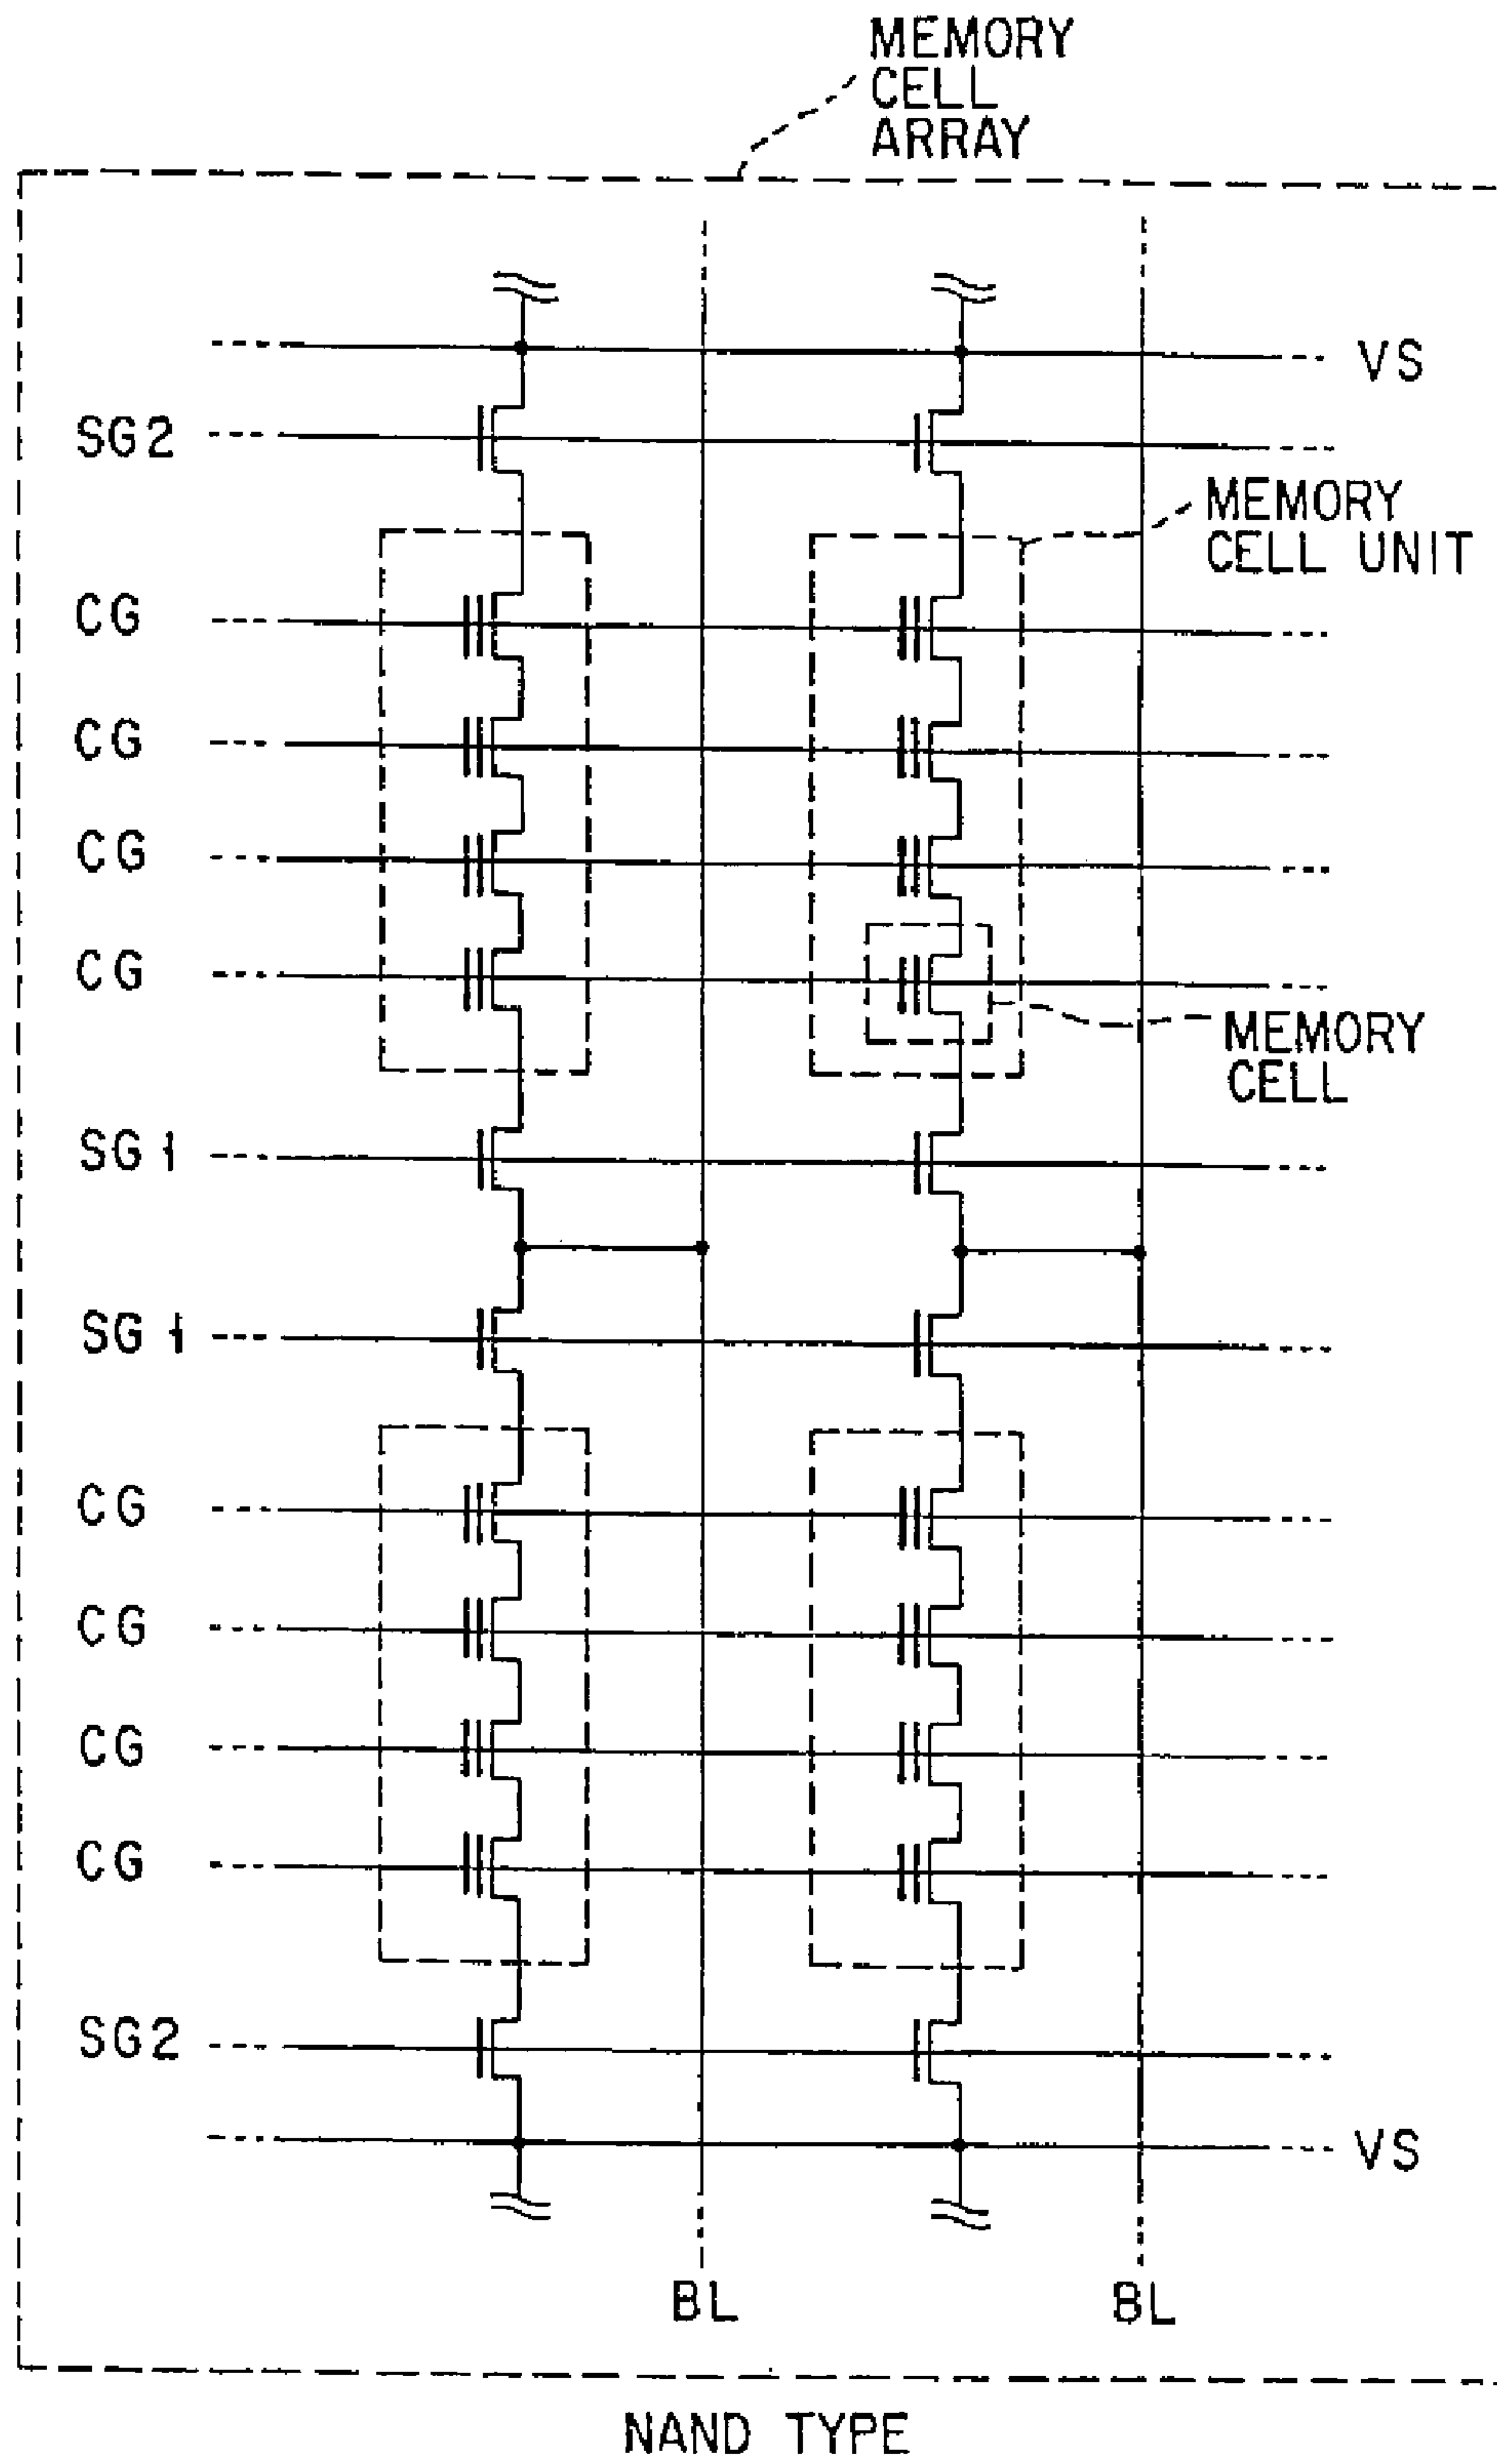 MEMORY
CELL
ARRAY
VS
SG2
MEMORY
CELL UNIT
CG
CG
CG
CG
MEMORY
CELL
SG1
SG1
CG
CG
CG
CG
SG2
VS
BL
BL
NAND TYPE